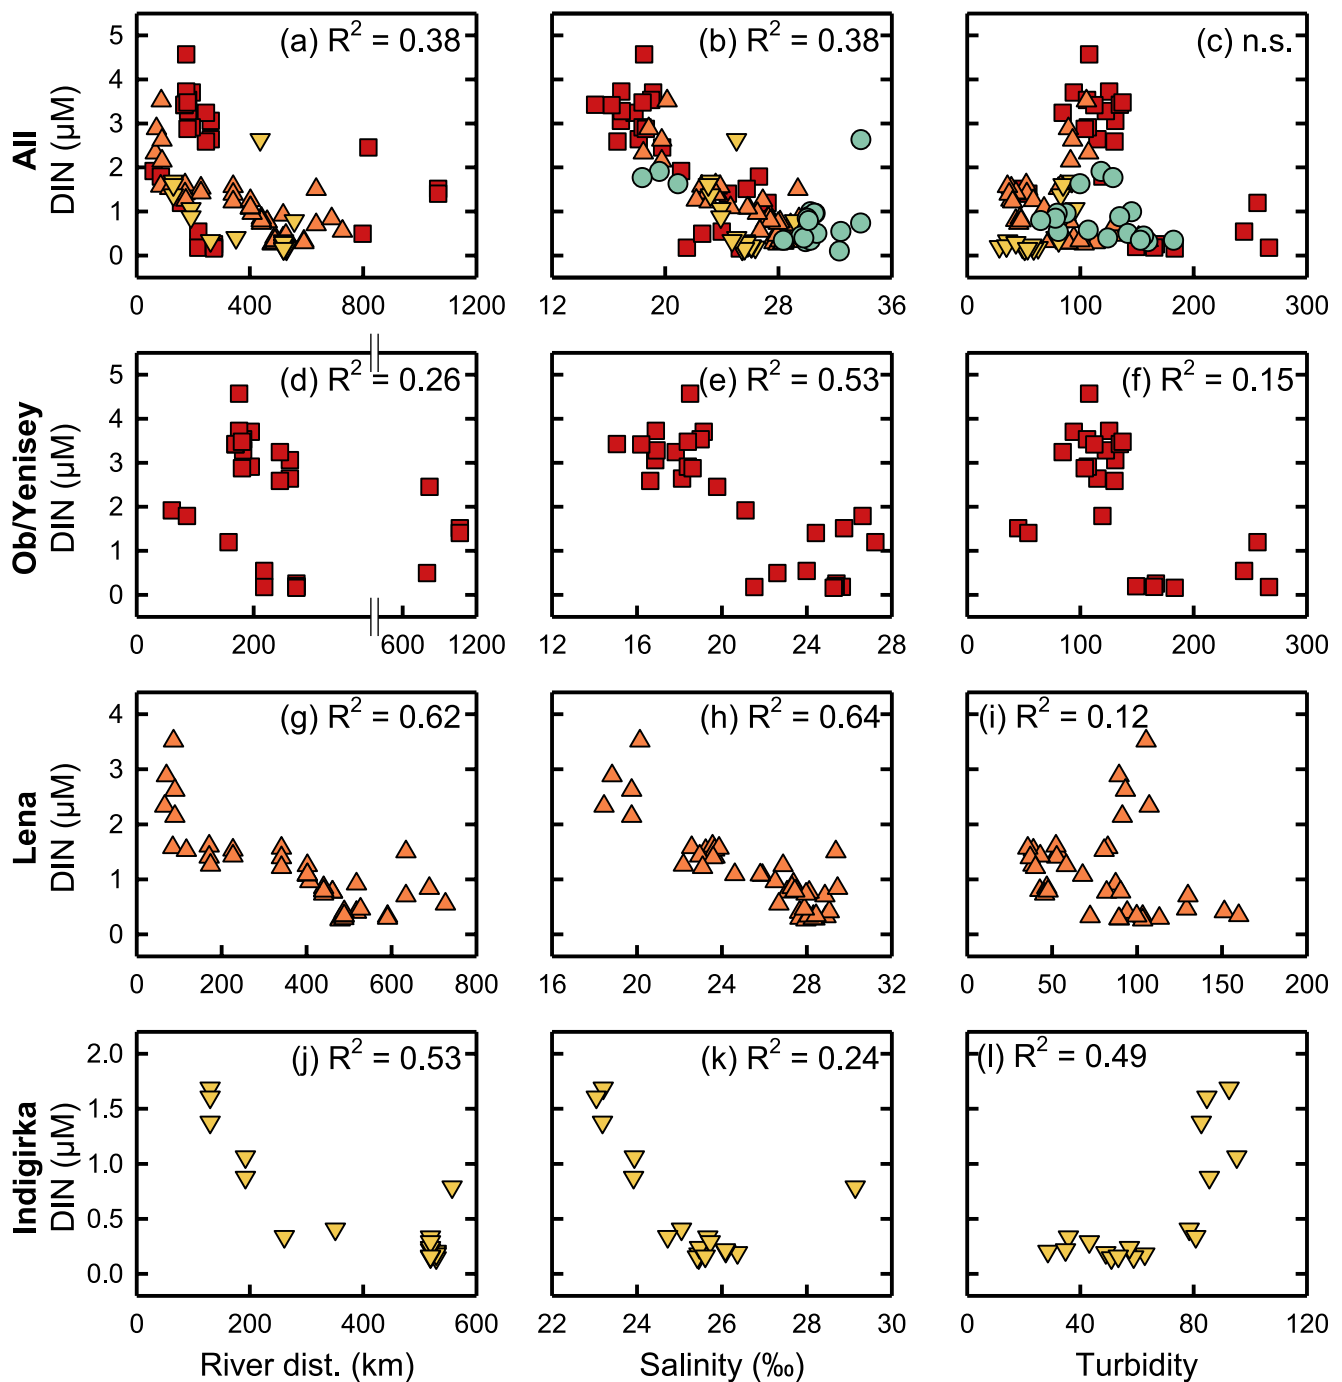 (a) R² = 0.38
(b) R² = 0.38
(c) n.s.
All
DIN (µM)
5
4
3
2
1
0
0 400 800 1200
12 20 28 36
0 100 200 300
(d) R² = 0.26
(e) R² = 0.53
(f) R² = 0.15
Ob/Yenisey
DIN (µM)
5
4
3
2
1
0
0 200 600 1200
12 16 20 24 28
0 100 200 300
(g) R² = 0.62
(h) R² = 0.64
(i) R² = 0.12
Lena
DIN (µM)
4
3
2
1
0
0 200 400 600 800
16 20 24 28 32
0 50 100 150 200
(j) R² = 0.53
(k) R² = 0.24
(l) R² = 0.49
Indigirka
DIN (µM)
2.0
1.5
1.0
0.5
0.0
0 200 400 600
22 24 26 28 30
0 40 80 120
River dist. (km)
Salinity (‰)
Turbidity